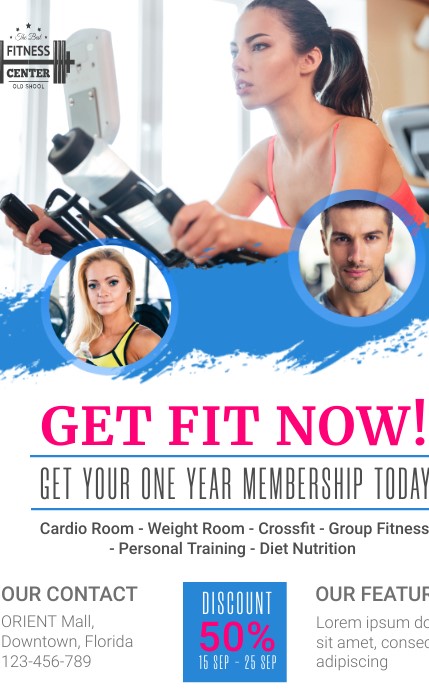 The Best
FITNESS
CENTER
OLD SHOOL
GET FIT NOW!
GET YOUR ONE YEAR MEMBERSHIP TODAY
Cardio Room - Weight Room - Crossfit - Group Fitness
- Personal Training - Diet Nutrition
OUR CONTACT
ORIENT Mall,
Downtown, Florida
123-456-789
DISCOUNT
50%
15 SEP - 25 SEP
OUR FEATUR
Lorem ipsum do
sit amet, consec
adipiscing